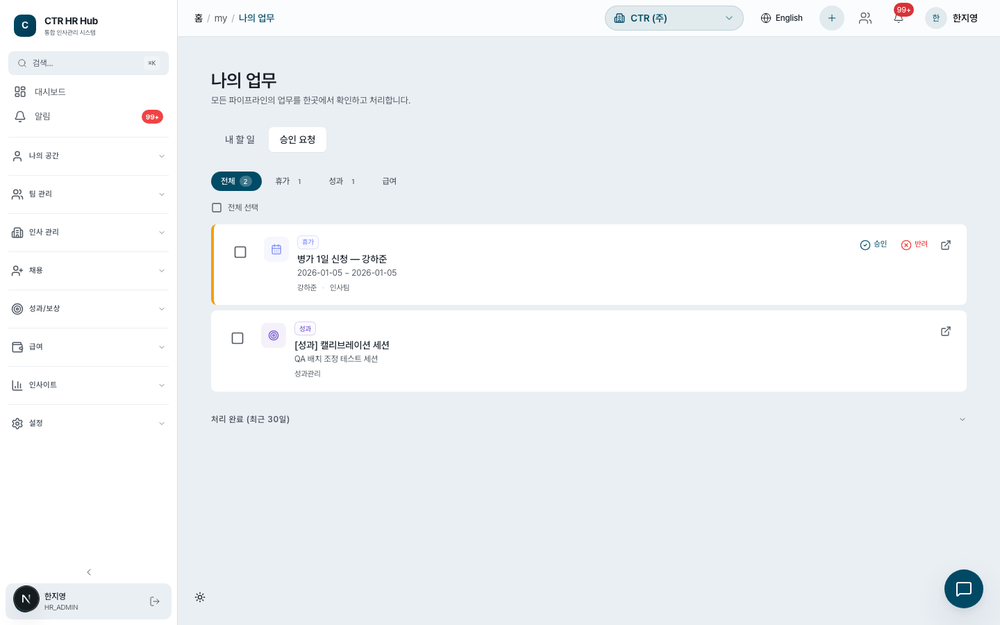 C
CTR HR Hub
통합 인사관리 시스템
검색... ⌘K
대시보드
알림 99+
나의 공간
팀 관리
인사 관리
채용
성과/보상
급여
인사이트
설정
N
한지영
HR_ADMIN
홈 / my / 나의 업무
CTR (주)
English
99+
한 한지영
나의 업무
모든 파이프라인의 업무를 한곳에서 확인하고 처리합니다.
내 할 일 승인 요청
전체 2 휴가 1 성과 1 급여
전체 선택
휴가
병가 1일 신청 — 강하준
2026-01-05 ~ 2026-01-05
강하준 · 인사팀
승인 반려
성과
[성과] 캘리브레이션 세션
QA 배치 조정 테스트 세션
성과관리
처리 완료 (최근 30일)